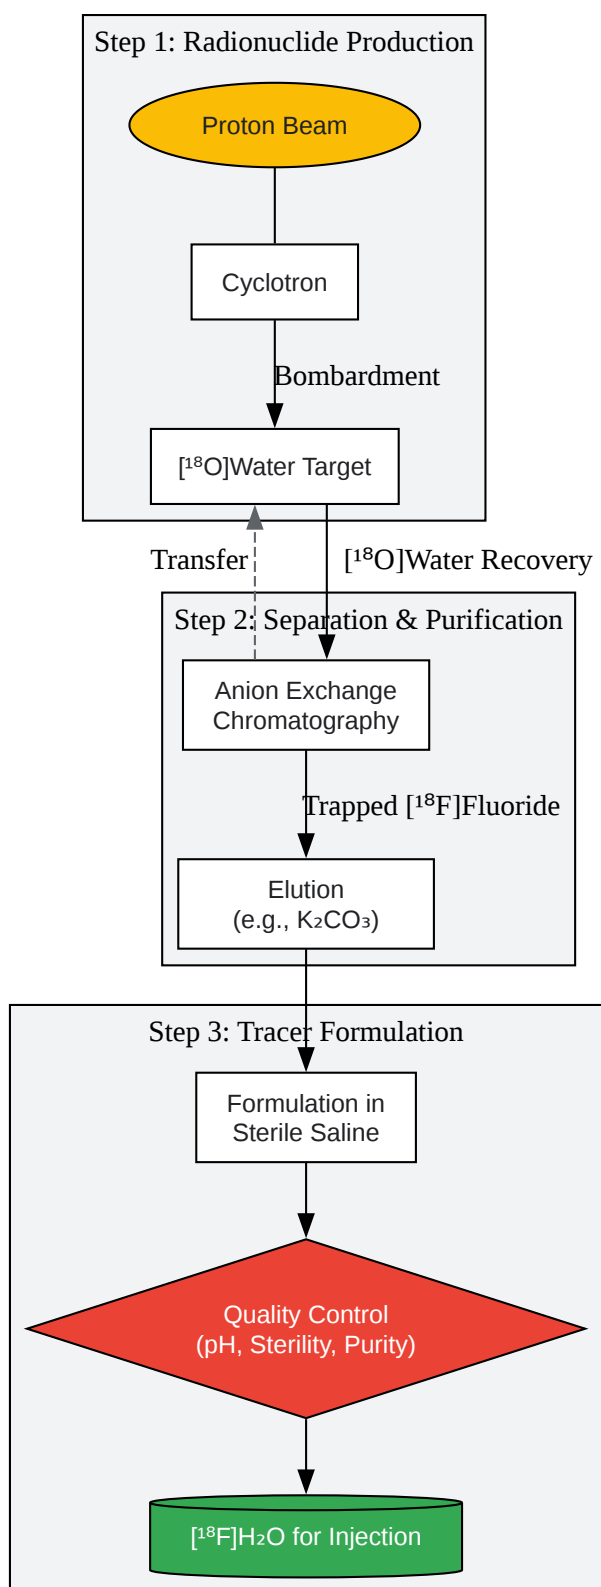 Step 1: Radionuclide Production
Proton Beam
Cyclotron
Bombardment
[¹⁸O]Water Target
Transfer
[¹⁸O]Water Recovery
Step 2: Separation & Purification
Anion Exchange
Chromatography
Trapped [¹⁸F]Fluoride
Elution
(e.g., K₂CO₃)
Step 3: Tracer Formulation
Formulation in
Sterile Saline
Quality Control
(pH, Sterility, Purity)
[¹⁸F]H₂O for Injection